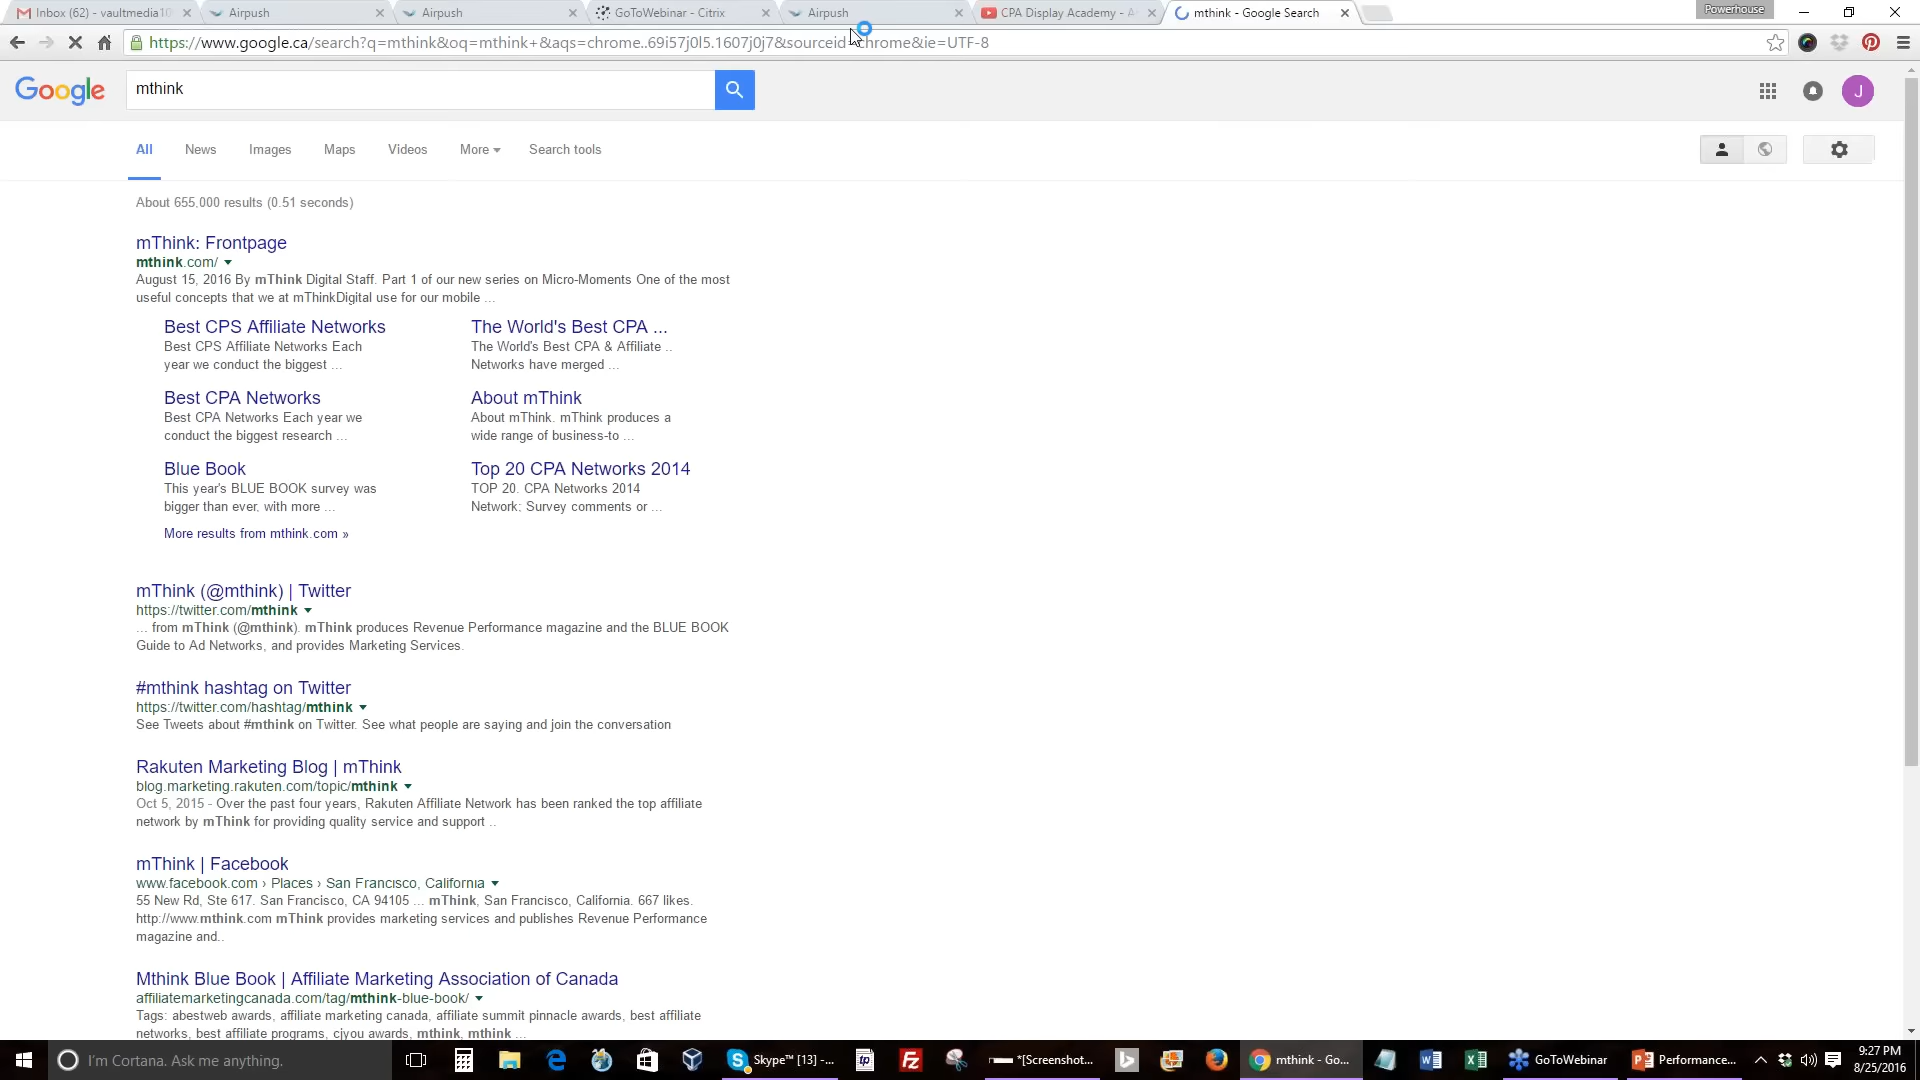 Inbox (62) - vaultmedia10
Airpush
Airpush
GoToWebinar - Citrix
Airpush
CPA Display Academy - A
mthink - Google Search
Powerhouse
https://www.google.ca/search?q=mthink&oq=mthink+&aqs=chrome..69i57j0l5.1607j0j7&sourceid=chrome&ie=UTF-8
Google
mthink
J
All
News
Images
Maps
Videos
More
Search tools
About 655,000 results (0.51 seconds)
mThink: Frontpage
mthink.com/
August 15, 2016 By mThink Digital Staff. Part 1 of our new series on Micro-Moments One of the most
useful concepts that we at mThinkDigital use for our mobile ...
Best CPS Affiliate Networks
Best CPS Affiliate Networks Each
year we conduct the biggest ...
The World's Best CPA ...
The World's Best CPA & Affiliate ..
Networks have merged ...
Best CPA Networks
Best CPA Networks Each year we
conduct the biggest research ...
About mThink
About mThink. mThink produces a
wide range of business-to ...
Blue Book
This year's BLUE BOOK survey was
bigger than ever, with more ...
Top 20 CPA Networks 2014
TOP 20. CPA Networks 2014
Network; Survey comments or ...
More results from mthink.com »
mThink (@mthink) | Twitter
https://twitter.com/mthink
... from mThink (@mthink). mThink produces Revenue Performance magazine and the BLUE BOOK
Guide to Ad Networks, and provides Marketing Services.
#mthink hashtag on Twitter
https://twitter.com/hashtag/mthink
See Tweets about #mthink on Twitter. See what people are saying and join the conversation
Rakuten Marketing Blog | mThink
blog.marketing.rakuten.com/topic/mthink
Oct 5, 2015 - Over the past four years, Rakuten Affiliate Network has been ranked the top affiliate
network by mThink for providing quality service and support ..
mThink | Facebook
www.facebook.com › Places › San Francisco, California
55 New Rd, Ste 617. San Francisco, CA 94105 ... mThink, San Francisco, California. 667 likes.
http://www.mthink.com mThink provides marketing services and publishes Revenue Performance
magazine and..
Mthink Blue Book | Affiliate Marketing Association of Canada
affiliatemarketingcanada.com/tag/mthink-blue-book/
Tags: abestweb awards, affiliate marketing canada, affiliate summit pinnacle awards, best affiliate
networks, best affiliate programs, cjyou awards, mthink, mthink ...
I'm Cortana. Ask me anything.
Skype™ [13] -...
*[Screenshot...
mthink - Go...
GoToWebinar
Performance...
9:27 PM
8/25/2016